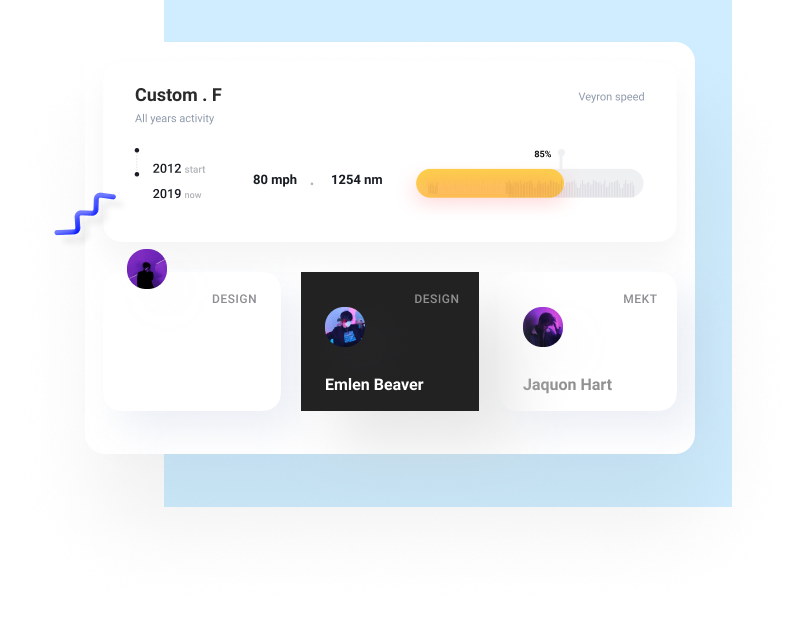 Custom . F
Veyron speed
All years activity
85%
2012 start
80 mph . 1254 nm
2019 now
DESIGN
DESIGN
MEKT
Emlen Beaver
Jaquon Hart